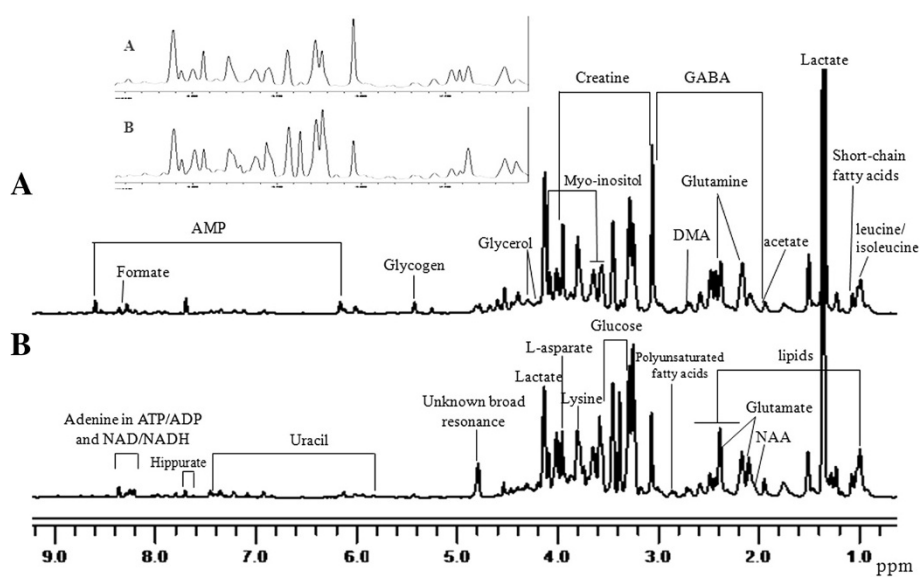 A
B
A
Creatine
GABA
Lactate
Short-chain
fatty acids
Myo-inositol
Glutamine
AMP
Formate
Glycogen
Glycerol
DMA
acetate
leucine/
isoleucine
B
L-asparate
Glucose
Lactate
Lysine
Polyunsaturated
fatty acids
lipids
Adenine in ATP/ADP
and NAD/NADH
Hippurate
Uracil
Unknown broad
resonance
Glutamate
NAA
9.0 8.0 7.0 6.0 5.0 4.0 3.0 2.0 1.0 ppm